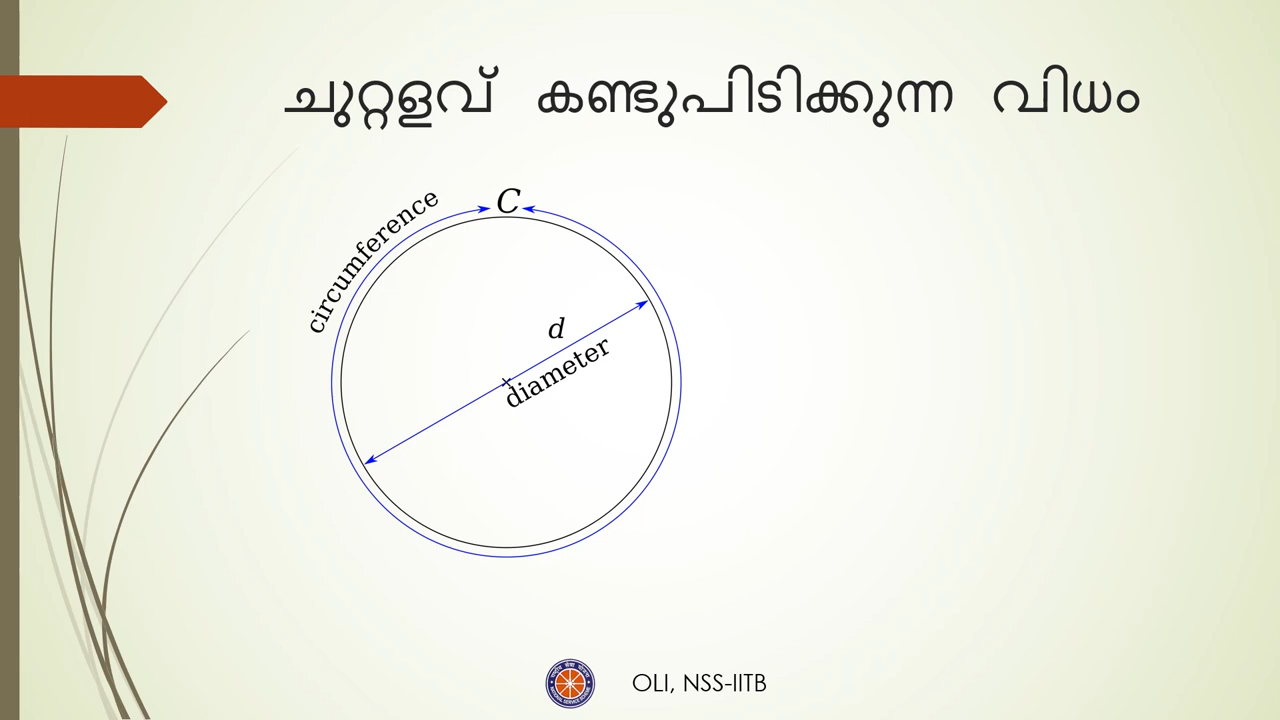 ചുറ്റളവ് കണ്ടുപിടിക്കുന്ന വിധം
C
circumference
d
diameter
OLI, NSS-IITB